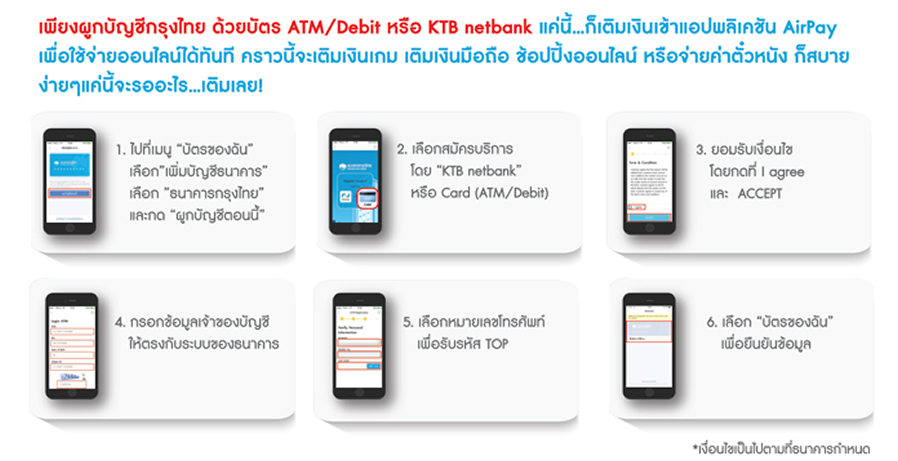 เพียงผูกบัญชีกรุงไทย ด้วยบัตร ATM/Debit หรือ KTB netbank แค่นี้...ก็เติมเงินเข้าแอปพลิเคชัน AirPay
เพื่อใช้จ่ายออนไลน์ได้ทันที คราวนี้จะเติมเงินเกม เติมเงินมือถือ ช้อปปิ้งออนไลน์ หรือจ่ายค่าตั๋วหนัง ก็สบาย
ง่ายๆแค่นี้จะรออะไร...เติมเลย!
1. ไปที่เมนู “บัตรของฉัน”
เลือก“เพิ่มบัญชีธนาคาร”
เลือก “ธนาคารกรุงไทย”
และกด “ผูกบัญชีตอนนี้”
2. เลือกสมัครบริการ
โดย “KTB netbank”
หรือ Card (ATM/Debit)
3. ยอมรับเงื่อนไข
โดยกดที่ I agree
และ ACCEPT
4. กรอกข้อมูลเจ้าของบัญชี
ให้ตรงกับระบบของธนาคาร
5. เลือกหมายเลขโทรศัพท์
เพื่อรับรหัส TOP
6. เลือก “บัตรของฉัน”
เพื่อยืนยันข้อมูล
*เงื่อนไขเป็นไปตามที่ธนาคารกำหนด